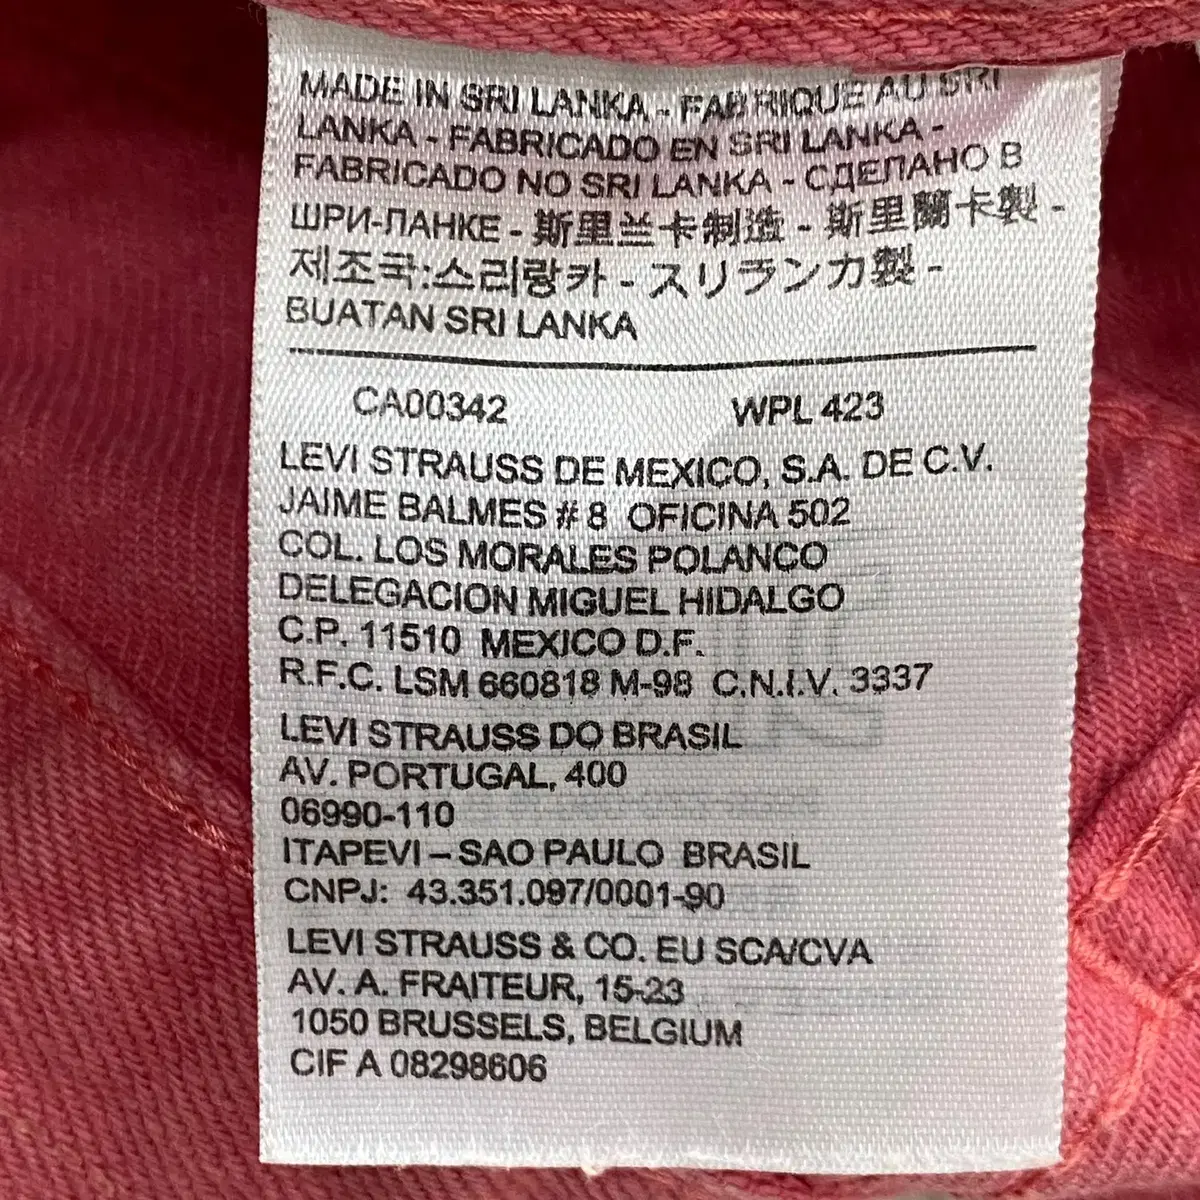 MADE IN SRI LANKA - FABRIQUE AU SRI
LANKA - FABRICADO EN SRI LANKA -
FABRICADO NO SRI LANKA - СДЕЛАНО В
ШРИ-ЛАНКЕ - 斯里兰卡制造 - 斯里蘭卡製 -
제조국:스리랑카 - スリランカ製 -
BUATAN SRI LANKA
CA00342 WPL 423
LEVI STRAUSS DE MEXICO, S.A. DE C.V.
JAIME BALMES # 8 OFICINA 502
COL. LOS MORALES POLANCO
DELEGACION MIGUEL HIDALGO
C.P. 11510 MEXICO D.F.
R.F.C. LSM 660818 M-98 C.N.I.V. 3337
LEVI STRAUSS DO BRASIL
AV. PORTUGAL, 400
06990-110
ITAPEVI – SAO PAULO BRASIL
CNPJ: 43.351.097/0001-90
LEVI STRAUSS & CO. EU SCA/CVA
AV. A. FRAITEUR, 15-23
1050 BRUSSELS, BELGIUM
CIF A 08298606